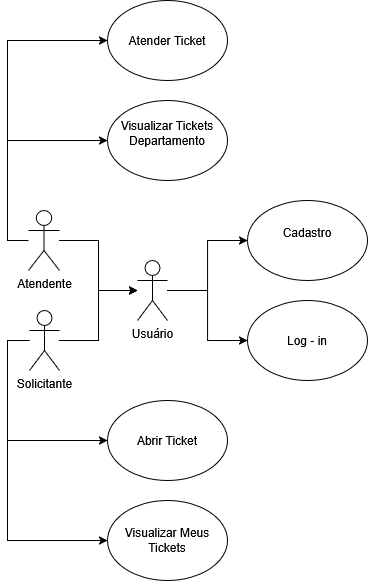 Atender Ticket
Visualizar Tickets
Departamento
Atendente
Cadastro
Usuário
Solicitante
Log - in
Abrir Ticket
Visualizar Meus
Tickets